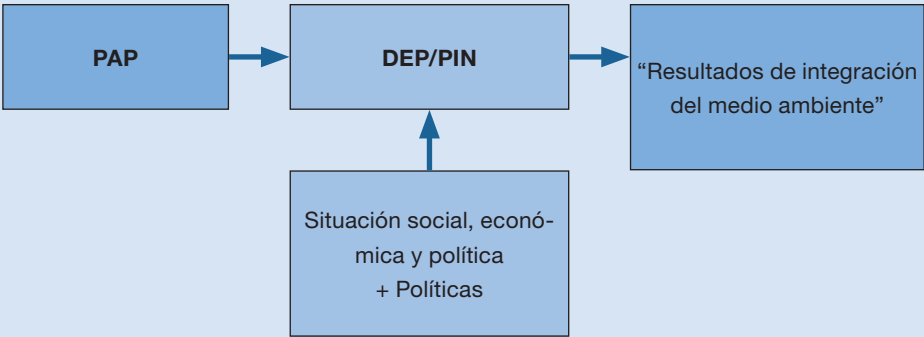 PAP
DEP/PIN
“Resultados de integración
del medio ambiente”
Situación social, econó-
mica y política
+ Políticas